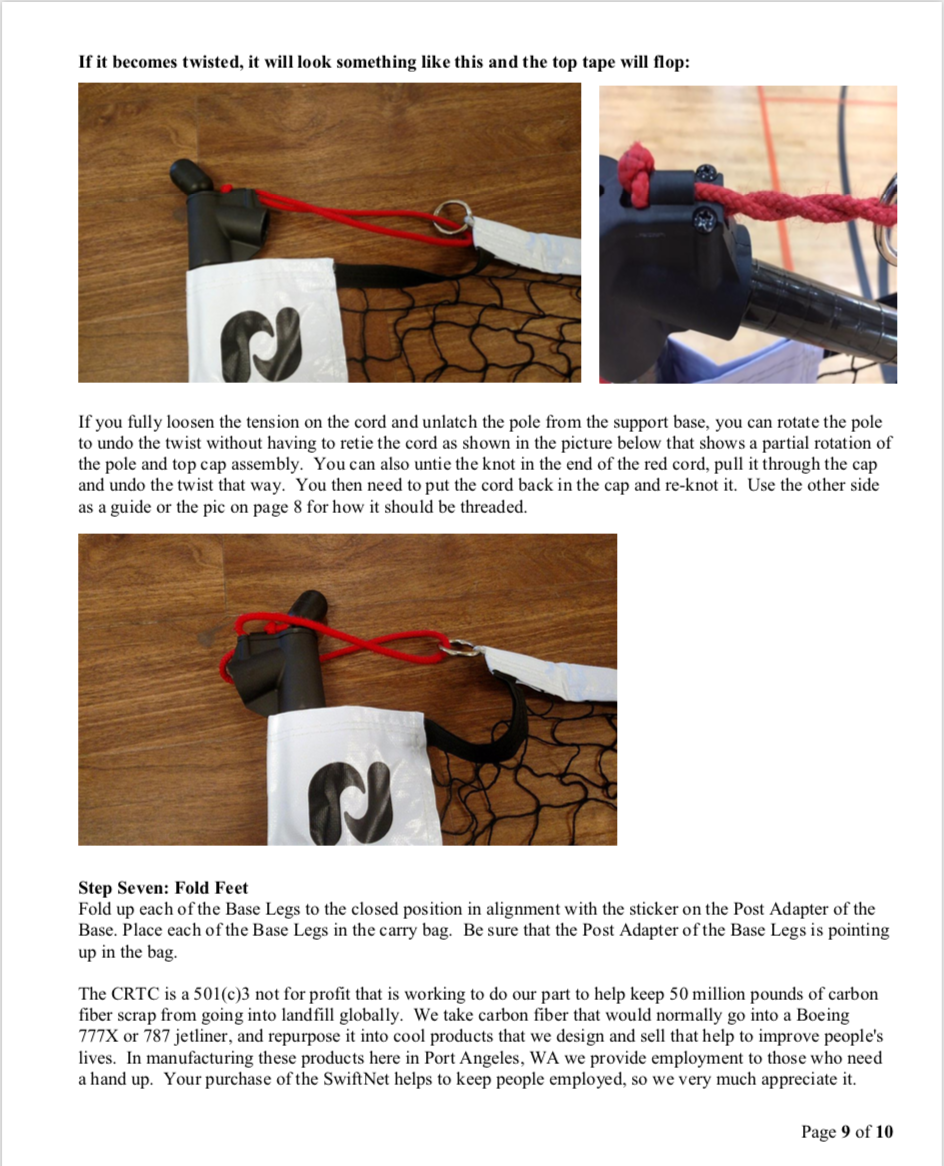 If it becomes twisted, it will look something like this and the top tape will flop:
If you fully loosen the tension on the cord and unlatch the pole from the support base, you can rotate the pole
to undo the twist without having to retie the cord as shown in the picture below that shows a partial rotation of
the pole and top cap assembly.  You can also untie the knot in the end of the red cord, pull it through the cap
and undo the twist that way.  You then need to put the cord back in the cap and re-knot it.  Use the other side
as a guide or the pic on page 8 for how it should be threaded.
Step Seven: Fold Feet
Fold up each of the Base Legs to the closed position in alignment with the sticker on the Post Adapter of the
Base. Place each of the Base Legs in the carry bag.  Be sure that the Post Adapter of the Base Legs is pointing
up in the bag.
The CRTC is a 501(c)3 not for profit that is working to do our part to help keep 50 million pounds of carbon
fiber scrap from going into landfill globally.  We take carbon fiber that would normally go into a Boeing
777X or 787 jetliner, and repurpose it into cool products that we design and sell that help to improve people's
lives.  In manufacturing these products here in Port Angeles, WA we provide employment to those who need
a hand up.  Your purchase of the SwiftNet helps to keep people employed, so we very much appreciate it.
Page 9 of 10